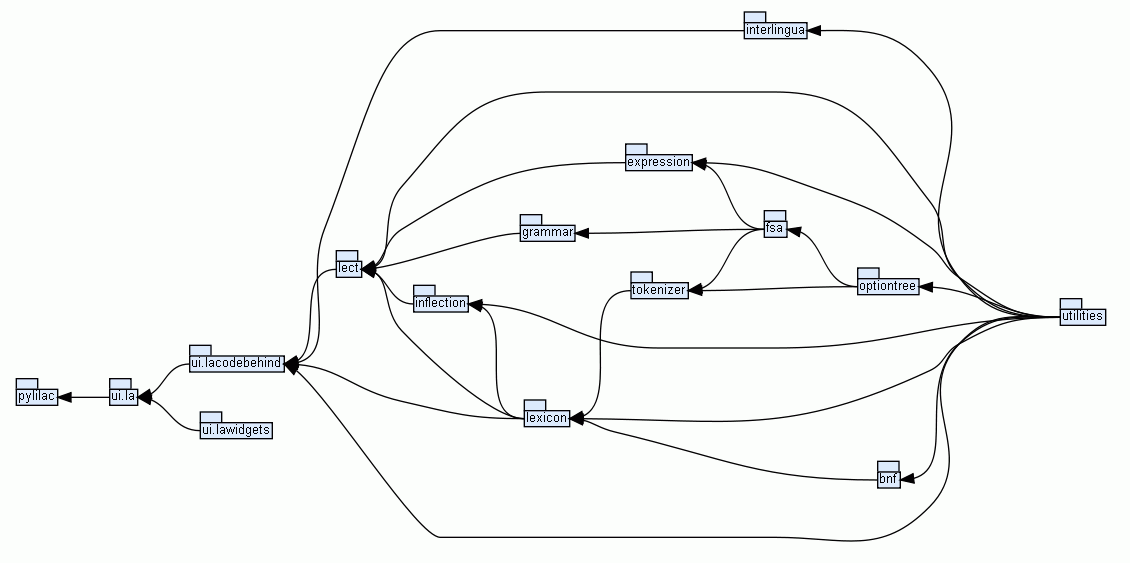 interlingua
expression
fsa
grammar
lect
optiontree
tokenizer
inflection
utilities
ui.lacodebehind
pylilac
ui.la
lexicon
ui.lawidgets
bnf